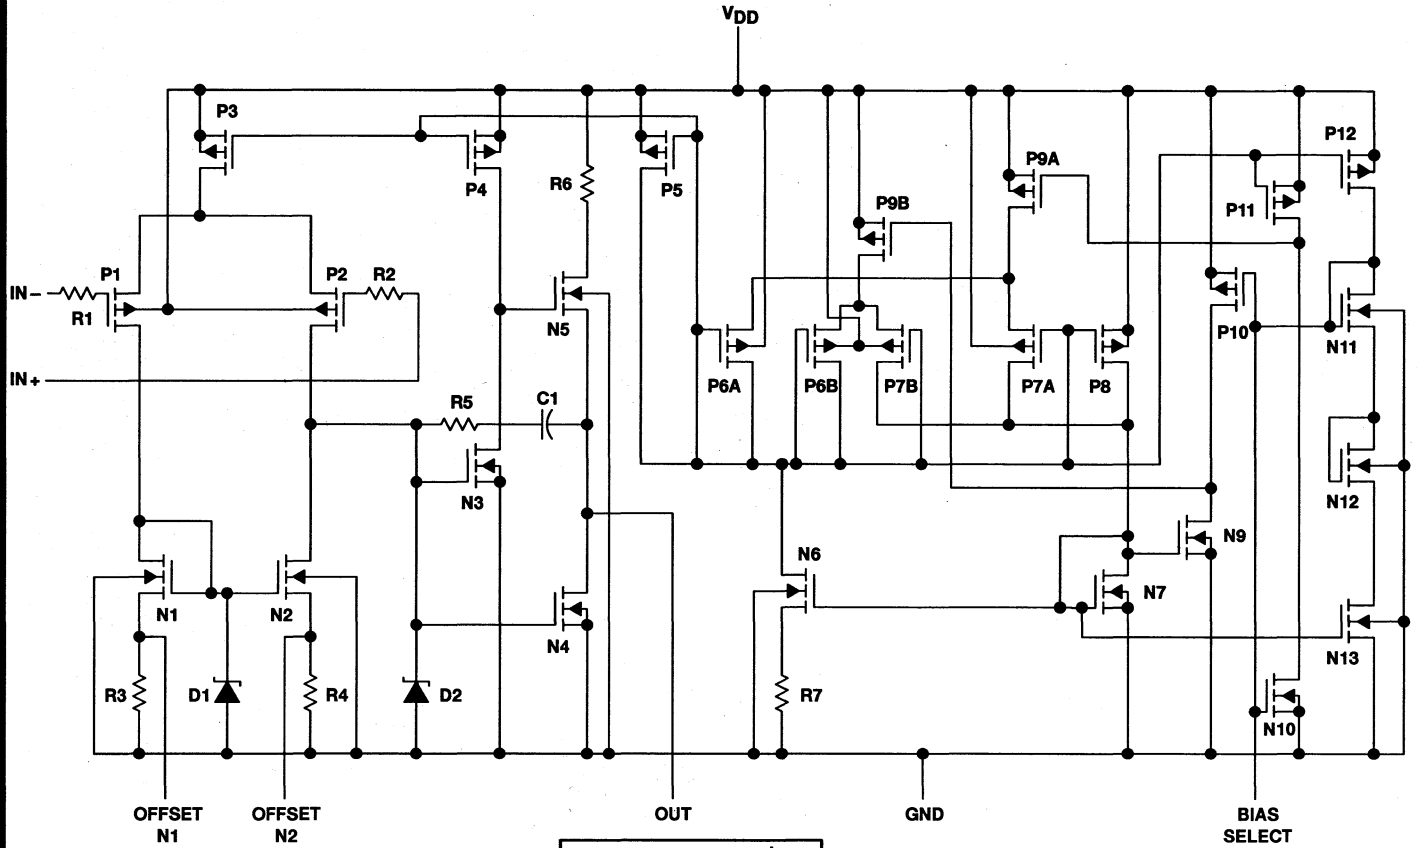 VDD
P3
P12
P4
R6
P5
P9A
P9B
P11
P1
P2
R2
IN–
R1
N5
P10
N11
IN+
P6A
P6B
P7B
P7A
P8
R5
C1
N3
N12
N9
N6
N1
N2
N7
N4
N13
R3
D1
R4
D2
R7
N10
OFFSET
N1
OFFSET
N2
OUT
GND
BIAS
SELECT